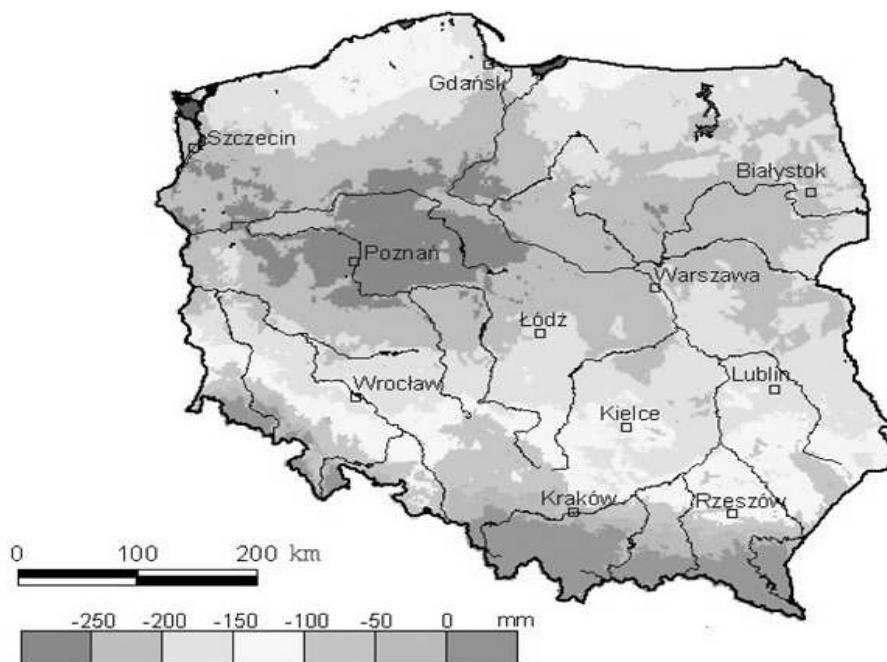 Gdańsk
Szczecin
Białystok
Poznań
Warszawa
Łódź
Wrocław
Lublin
Kielce
Kraków
Rzeszów
0 100 200 km
-250 -200 -150 -100 -50 0 mm